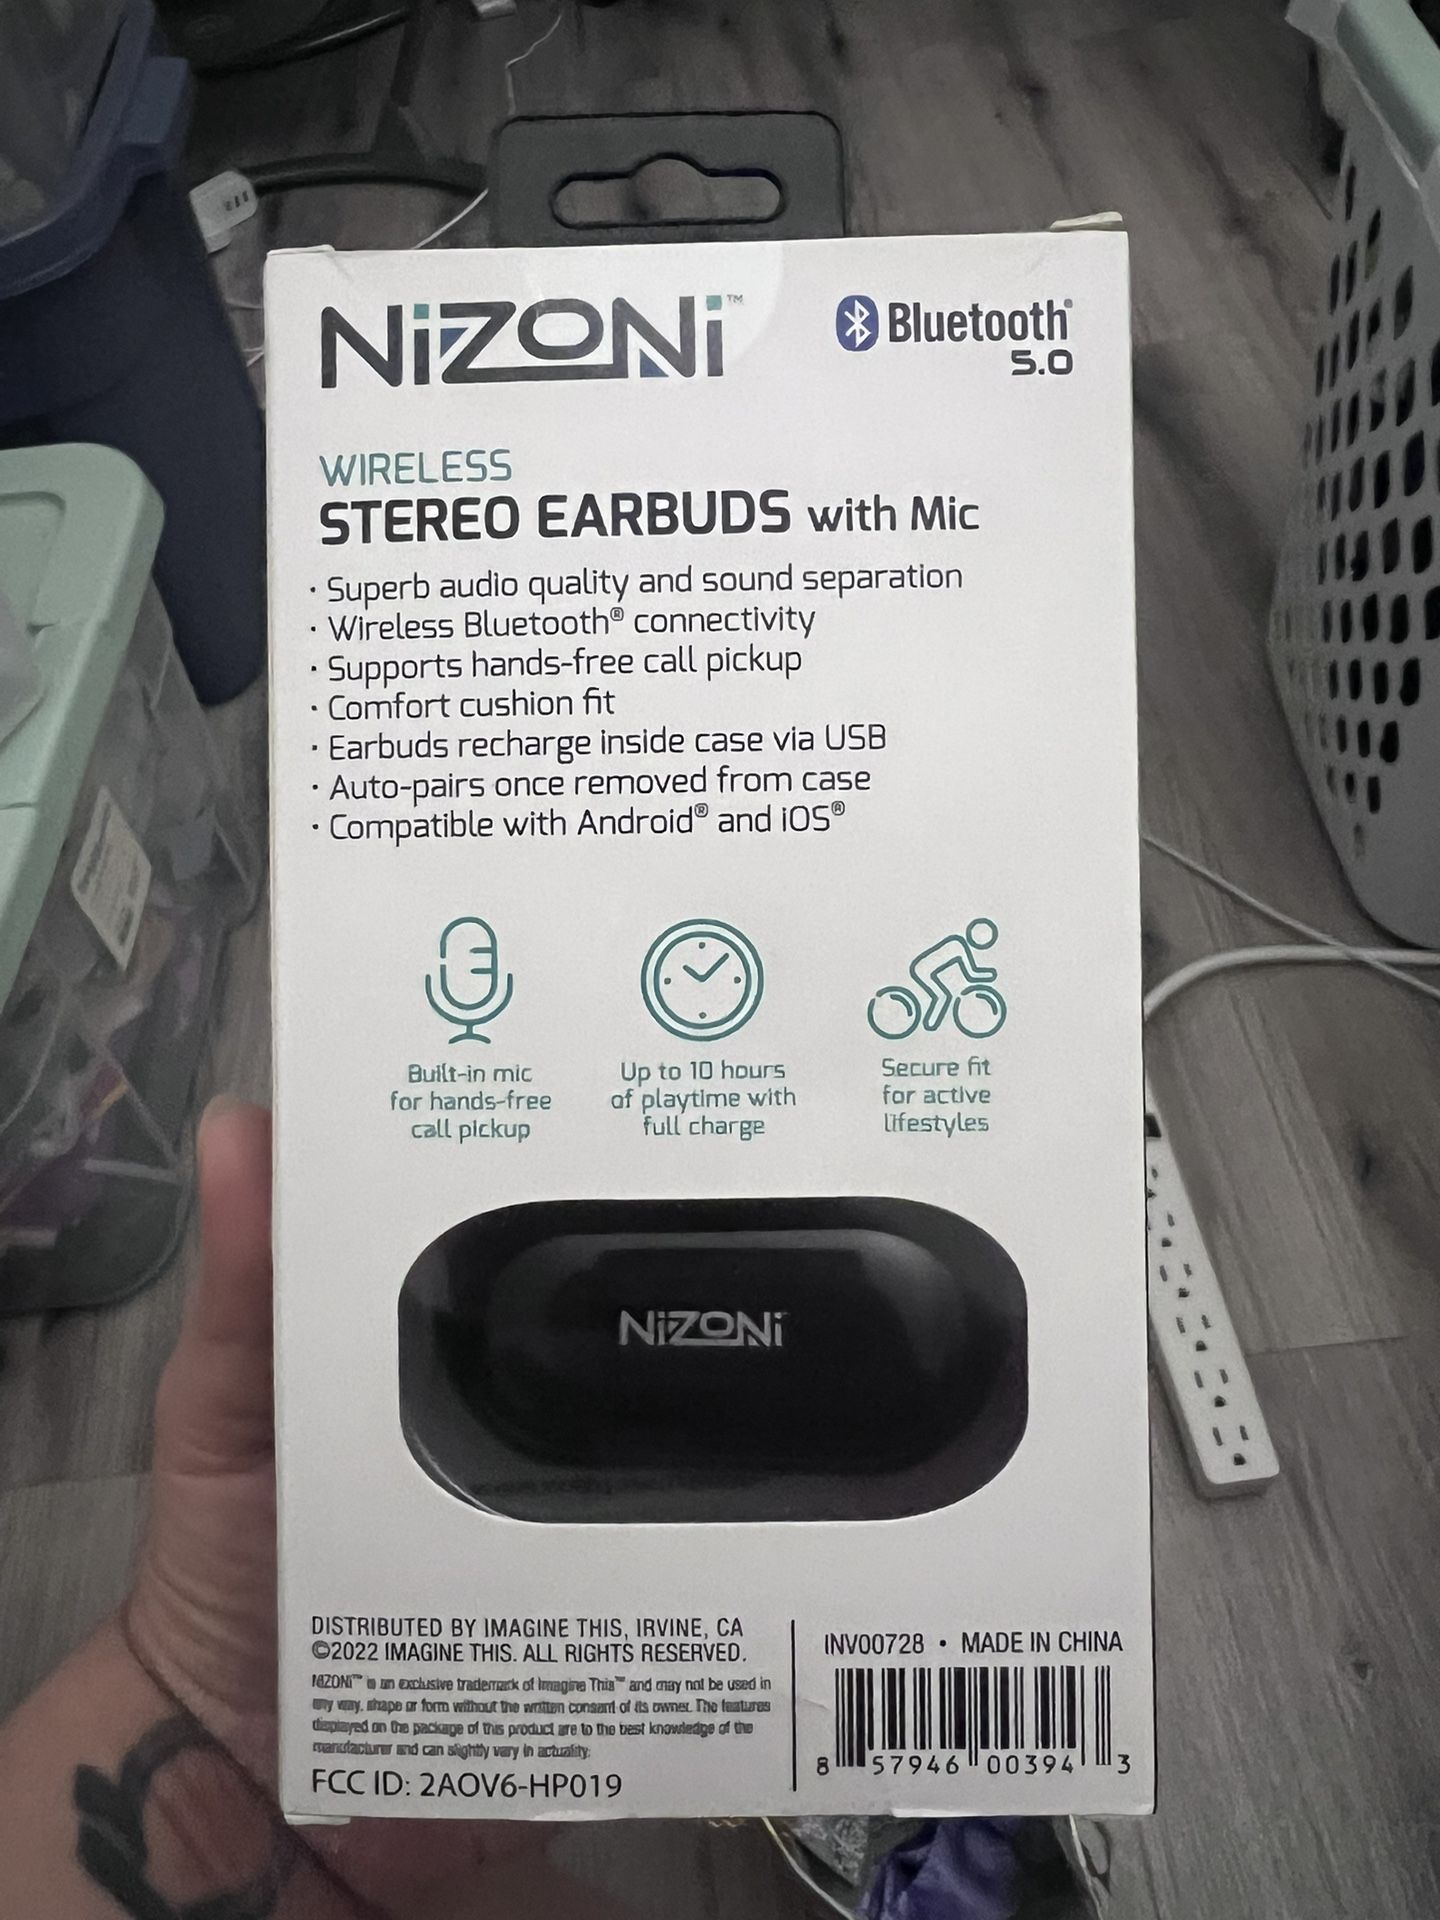 NiZONi™
Bluetooth®
5.0
WIRELESS
STEREO EARBUDS with Mic
· Superb audio quality and sound separation
· Wireless Bluetooth® connectivity
· Supports hands-free call pickup
· Comfort cushion fit
· Earbuds recharge inside case via USB
· Auto-pairs once removed from case
· Compatible with Android® and iOS®
Built-in mic
for hands-free
call pickup
Up to 10 hours
of playtime with
full charge
Secure fit
for active
lifestyles
NiZONi
DISTRIBUTED BY IMAGINE THIS, IRVINE, CA
©2022 IMAGINE THIS. ALL RIGHTS RESERVED.
NiZONi™ is an exclusive trademark of Imagine This™ and may not be used in
any way, shape or form without the written consent of its owner. The features
displayed on the package of this product are to the best knowledge of the
manufacturer and can slightly vary in actuality.
FCC ID: 2AOV6-HP019
INV00728 • MADE IN CHINA
8 57946 00394 3